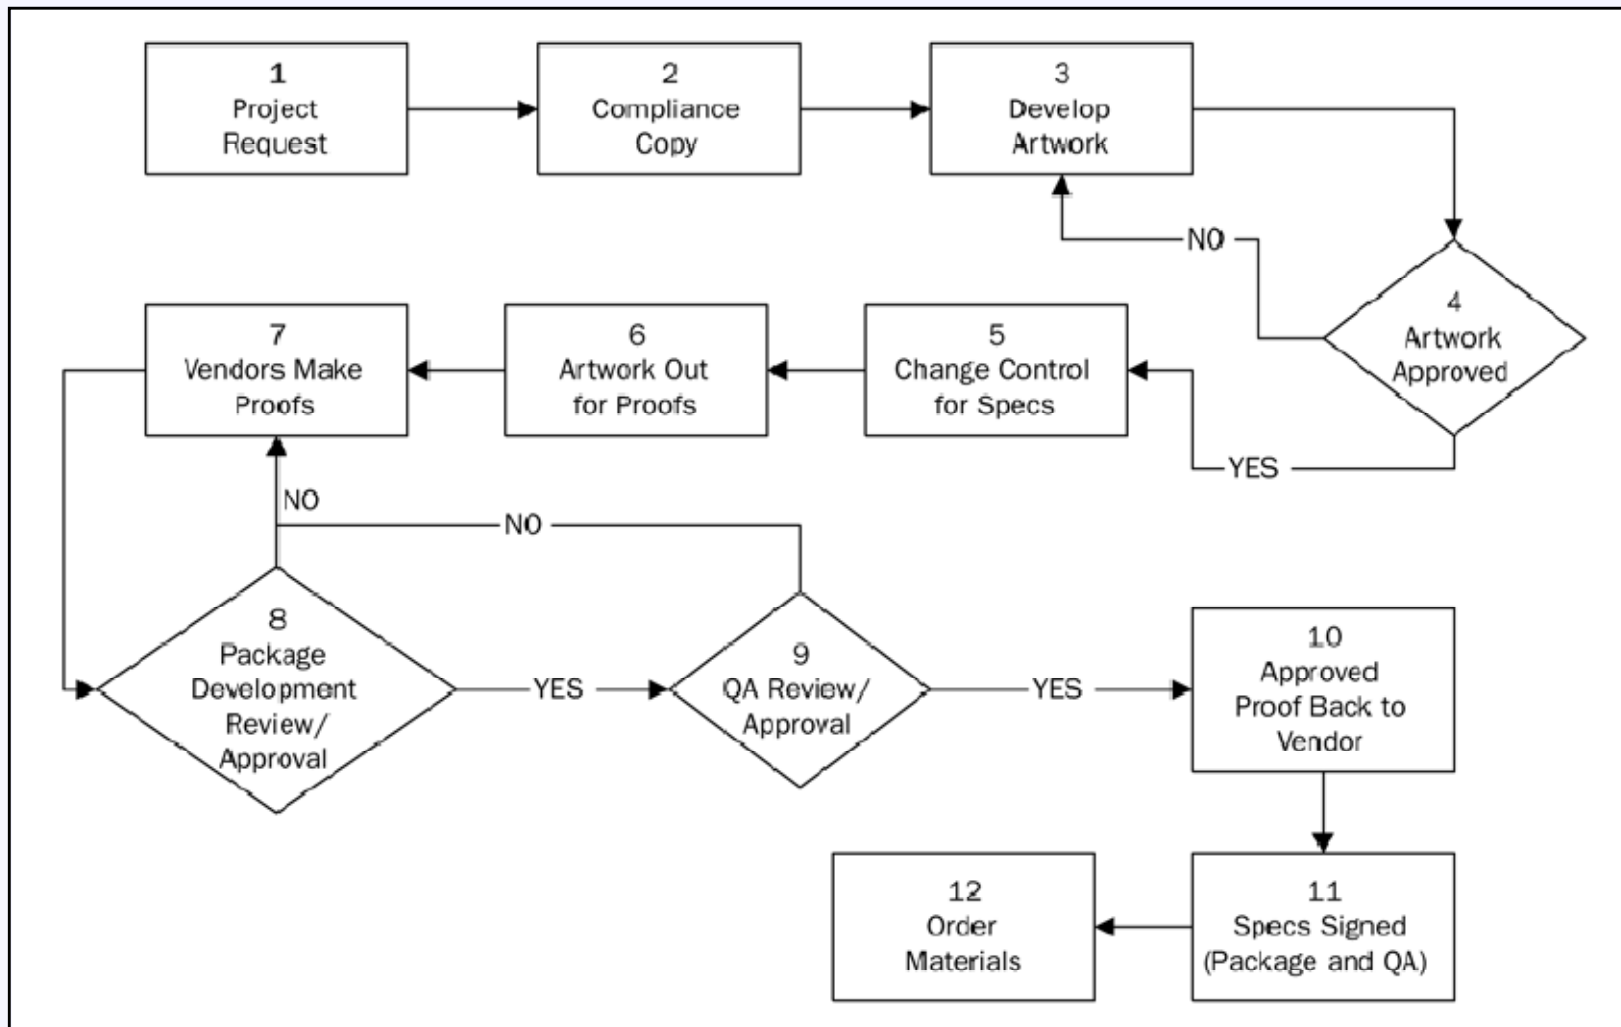 1
Project
Request
2
Compliance
Copy
3
Develop
Artwork
NO
4
Artwork
Approved
YES
5
Change Control
for Specs
6
Artwork Out
for Proofs
7
Vendors Make
Proofs
NO
NO
8
Package
Development
Review/
Approval
YES
9
QA Review/
Approval
YES
10
Approved
Proof Back to
Vendor
11
Specs Signed
(Package and QA)
12
Order
Materials